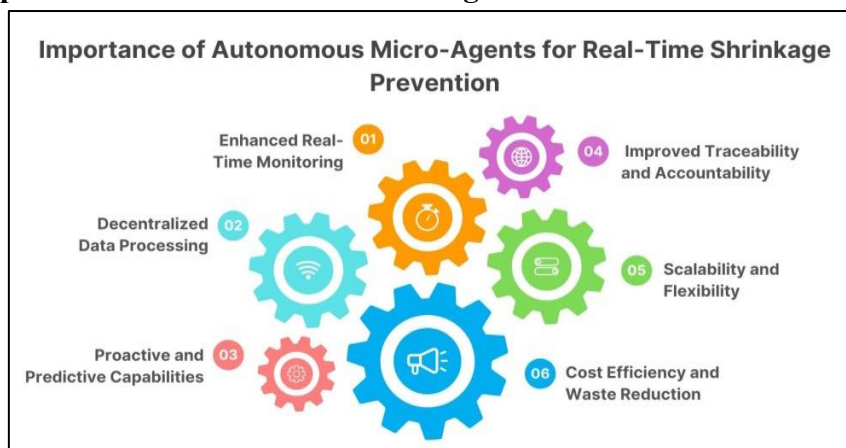 Importance of Autonomous Micro-Agents for Real-Time Shrinkage
Prevention
01
Enhanced Real-
Time Monitoring
02
Decentralized
Data Processing
03
Proactive and
Predictive Capabilities
04
Improved Traceability
and Accountability
05
Scalability and
Flexibility
06
Cost Efficiency and
Waste Reduction